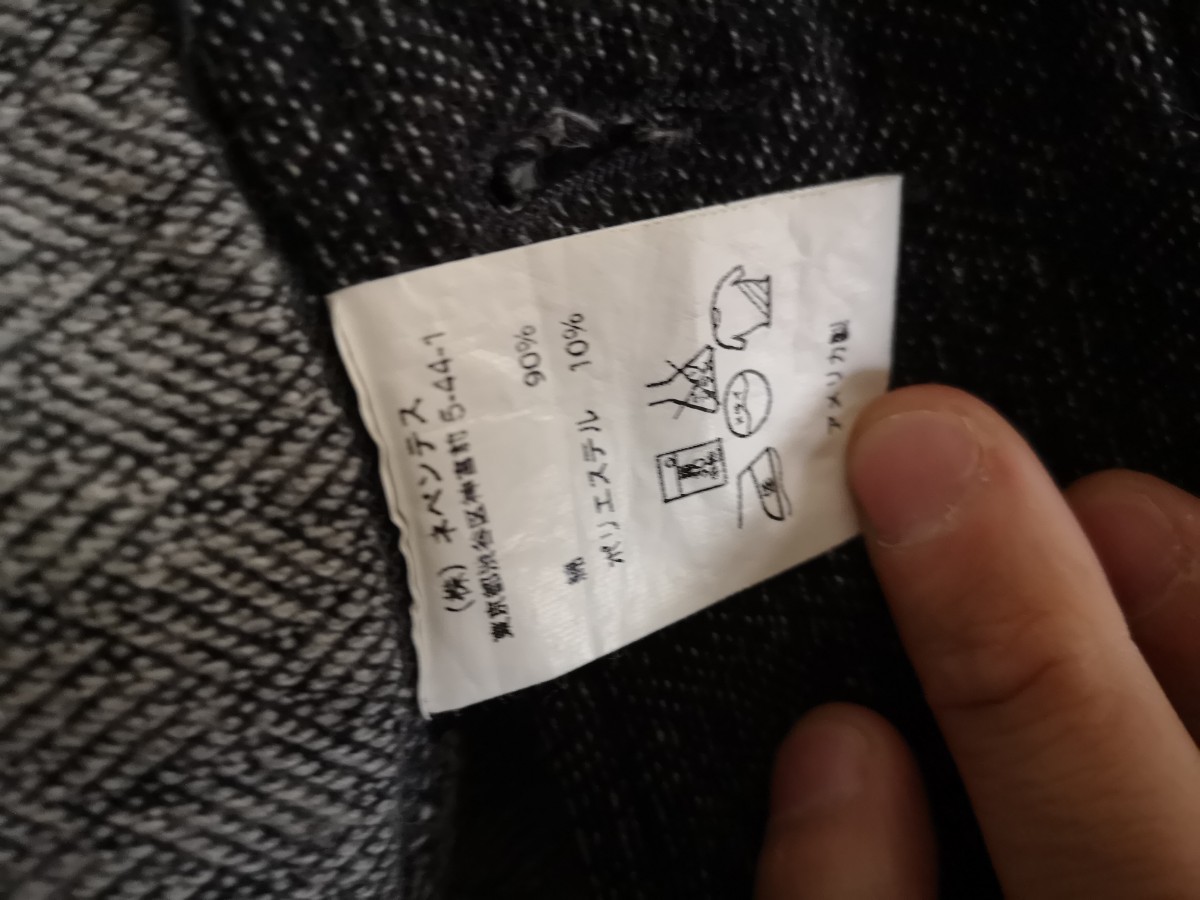 (株) ネペンテス
東京都渋谷区神宮前 5-44-1
綿 90%
ポリエステル 10%
アメリカ製